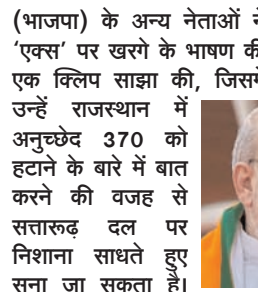 (भाजपा) के अन्य नेताओं ने
‘एक्स’ पर खरगे के भाषण की
एक क्लिप साझा की, जिसमें
उन्हें राजस्थान में
अनुच्छेद 370 को
हटाने के बारे में बात
करने की वजह से
सत्तारूढ़ दल पर
निशाना साधते हुए
सुना जा सकता है।